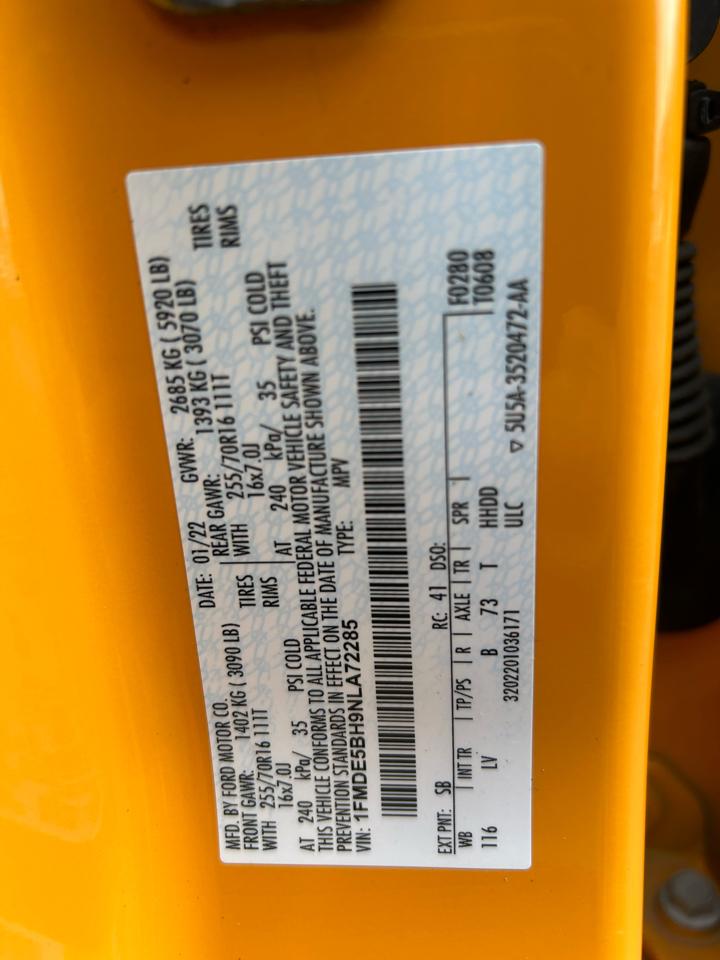 MFD. BY FORD MOTOR CO.
DATE: 01/22 GVWR: 2685 KG ( 5920 LB)
FRONT GAWR: 1402 KG ( 3090 LB) REAR GAWR: 1393 KG ( 3070 LB)
WITH 255/70R16 111T TIRES WITH 255/70R16 111T TIRES
16x7.0J RIMS 16x7.0J RIMS
AT 240 kPa/ 35 PSI COLD AT 240 kPa/ 35 PSI COLD
THIS VEHICLE CONFORMS TO ALL APPLICABLE FEDERAL MOTOR VEHICLE SAFETY AND THEFT
PREVENTION STANDARDS IN EFFECT ON THE DATE OF MANUFACTURE SHOWN ABOVE.
VIN: 1FMDE5BH9NLA72285 TYPE: MPV
EXT PNT: SB RC: 41 DSO: F0280
WB INT TR TP/PS R AXLE TR SPR T0608
116 LV B 73 T HHDD
3202201036171 ULC ▽ 5U5A-3520472-AA